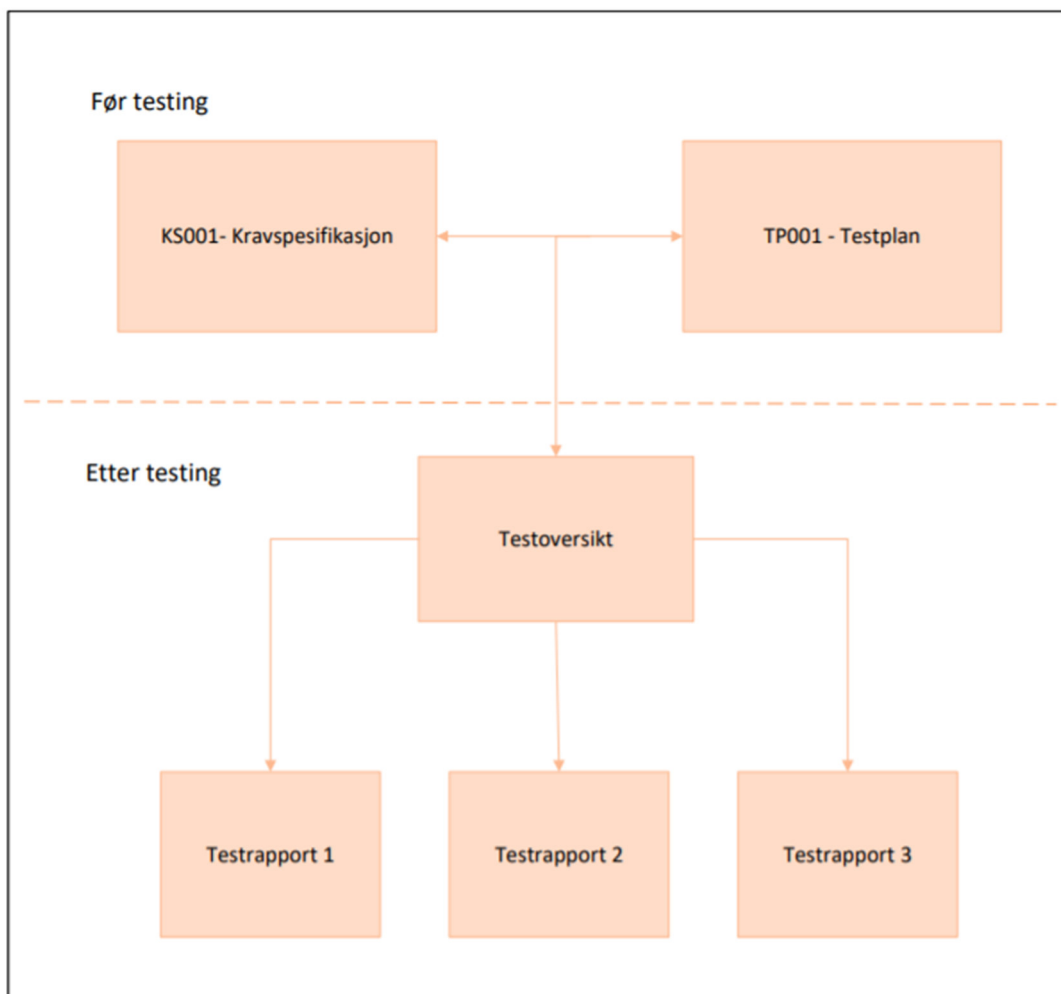 Før testing
KS001- Kravspesifikasjon
TP001 - Testplan
Etter testing
Testoversikt
Testrapport 1
Testrapport 2
Testrapport 3